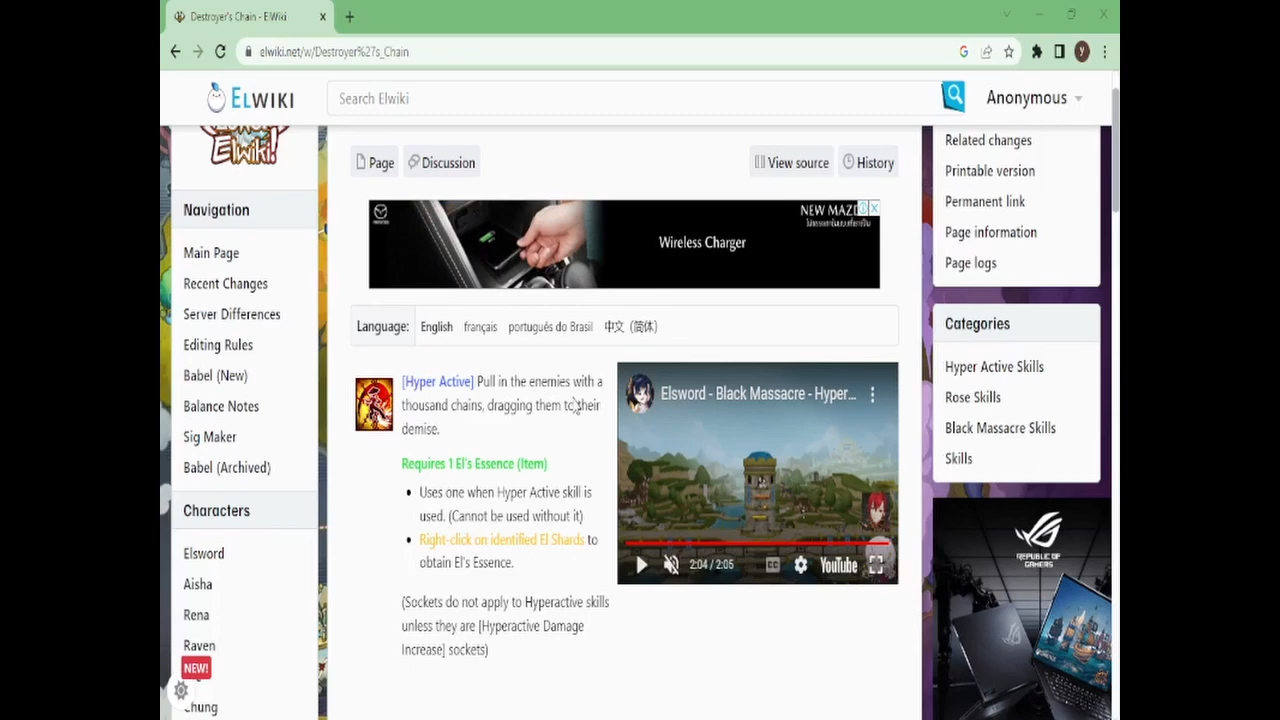 Destroyer's Chain - ElWiki
elwiki.net/w/Destroyer%27s_Chain
ELWIKI
Search Elwiki
Anonymous
Elwiki!
Page
Discussion
View source
History
Related changes
Printable version
Permanent link
Page information
Page logs
Navigation
Main Page
Recent Changes
Server Differences
Editing Rules
Babel (New)
Balance Notes
Sig Maker
Babel (Archived)
Characters
Elsword
Aisha
Rena
Raven
NEW!
Chung
Wireless Charger
Language:
English français português do Brasil 中文 (简体)
[Hyper Active] Pull in the enemies with a
thousand chains, dragging them to their
demise.
Requires 1 El's Essence (Item)
Uses one when Hyper Active skill is
used. (Cannot be used without it)
Right-click on identified El Shards to
obtain El's Essence.
(Sockets do not apply to Hyperactive skills
unless they are [Hyperactive Damage
Increase] sockets)
Elsword - Black Massacre - Hyper...
2:04 / 2:05
CC
YouTube
Categories
Hyper Active Skills
Rose Skills
Black Massacre Skills
Skills
REPUBLIC OF
GAMERS